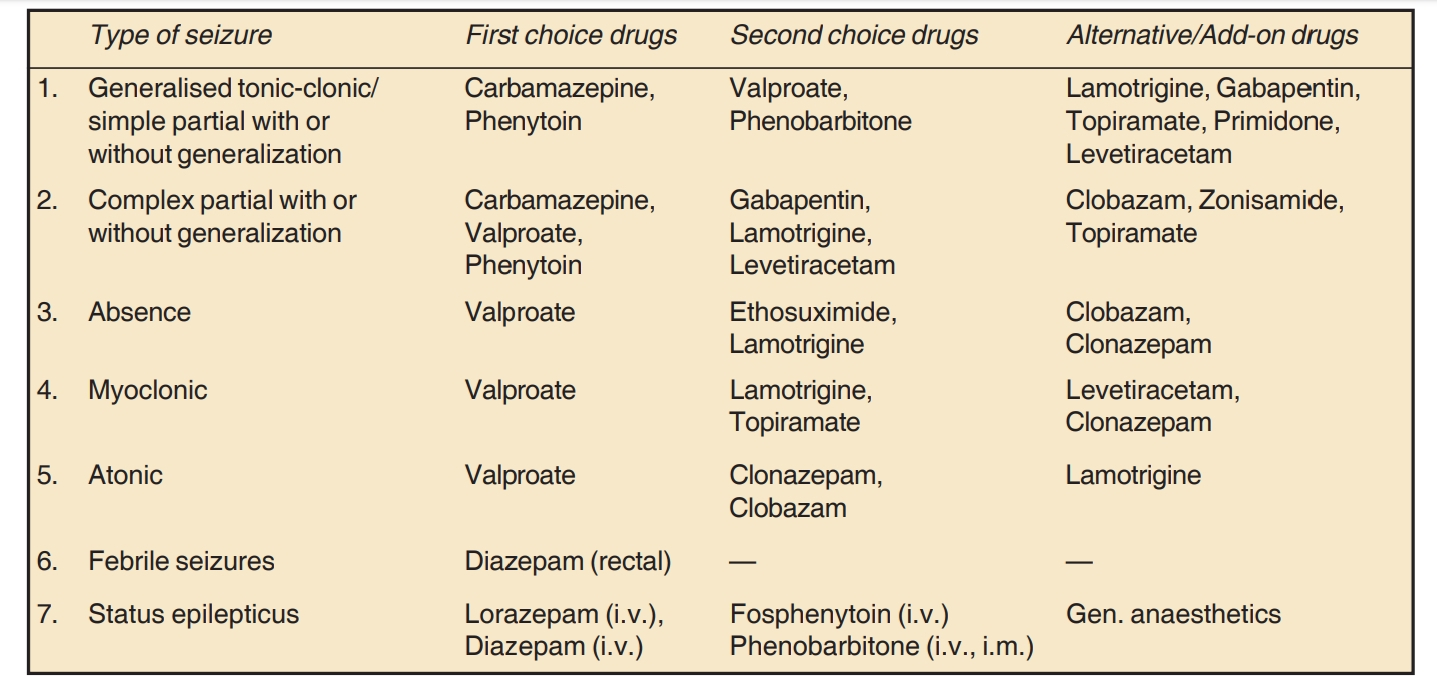 Type of seizure First choice drugs Second choice drugs Alternative/Add-on drugs
1. Generalised tonic-clonic/ Carbamazepine, Valproate, Lamotrigine, Gabapentin,
simple partial with or Phenytoin Phenobarbitone Topiramate, Primidone,
without generalization Levetiracetam
2. Complex partial with or Carbamazepine, Gabapentin, Clobazam, Zonisamide,
without generalization Valproate, Lamotrigine, Topiramate
Phenytoin Levetiracetam
3. Absence Valproate Ethosuximide, Clobazam,
Lamotrigine Clonazepam
4. Myoclonic Valproate Lamotrigine, Levetiracetam,
Topiramate Clonazepam
5. Atonic Valproate Clonazepam, Lamotrigine
Clobazam
6. Febrile seizures Diazepam (rectal) — —
7. Status epilepticus Lorazepam (i.v.), Fosphenytoin (i.v.) Gen. anaesthetics
Diazepam (i.v.) Phenobarbitone (i.v., i.m.)